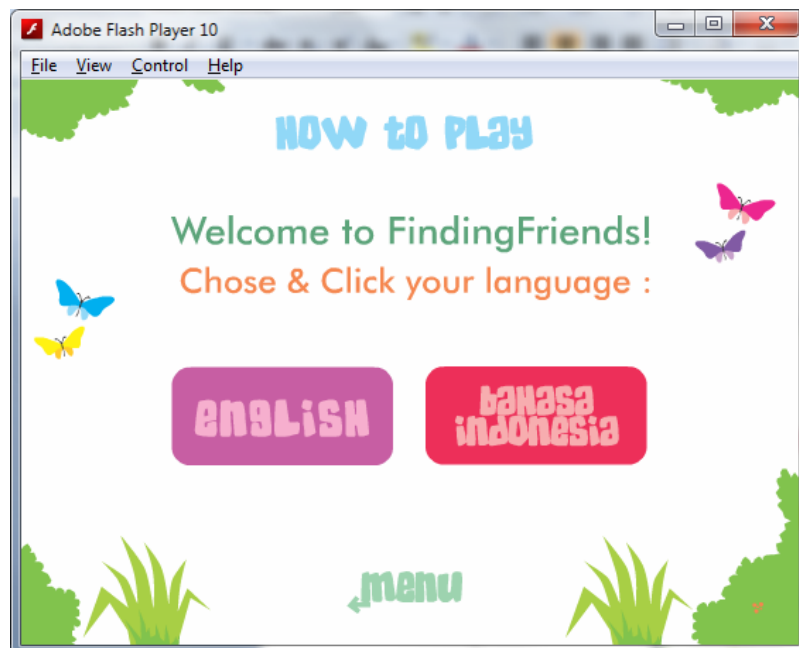 Adobe Flash Player 10
File View Control Help
HOW to PLay
Welcome to FindingFriends!
Chose & Click your language :
engLisH
baHasa
indonesia
menu